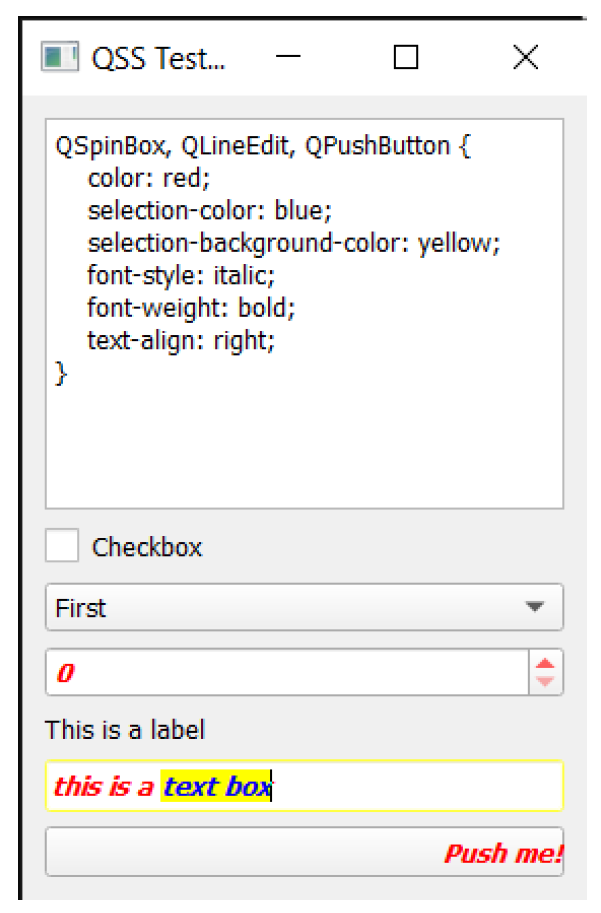 QSS Test...
QSpinBox, QLineEdit, QPushButton {
    color: red;
    selection-color: blue;
    selection-background-color: yellow;
    font-style: italic;
    font-weight: bold;
    text-align: right;
}
Checkbox
First
0
This is a label
this is a text box
Push me!